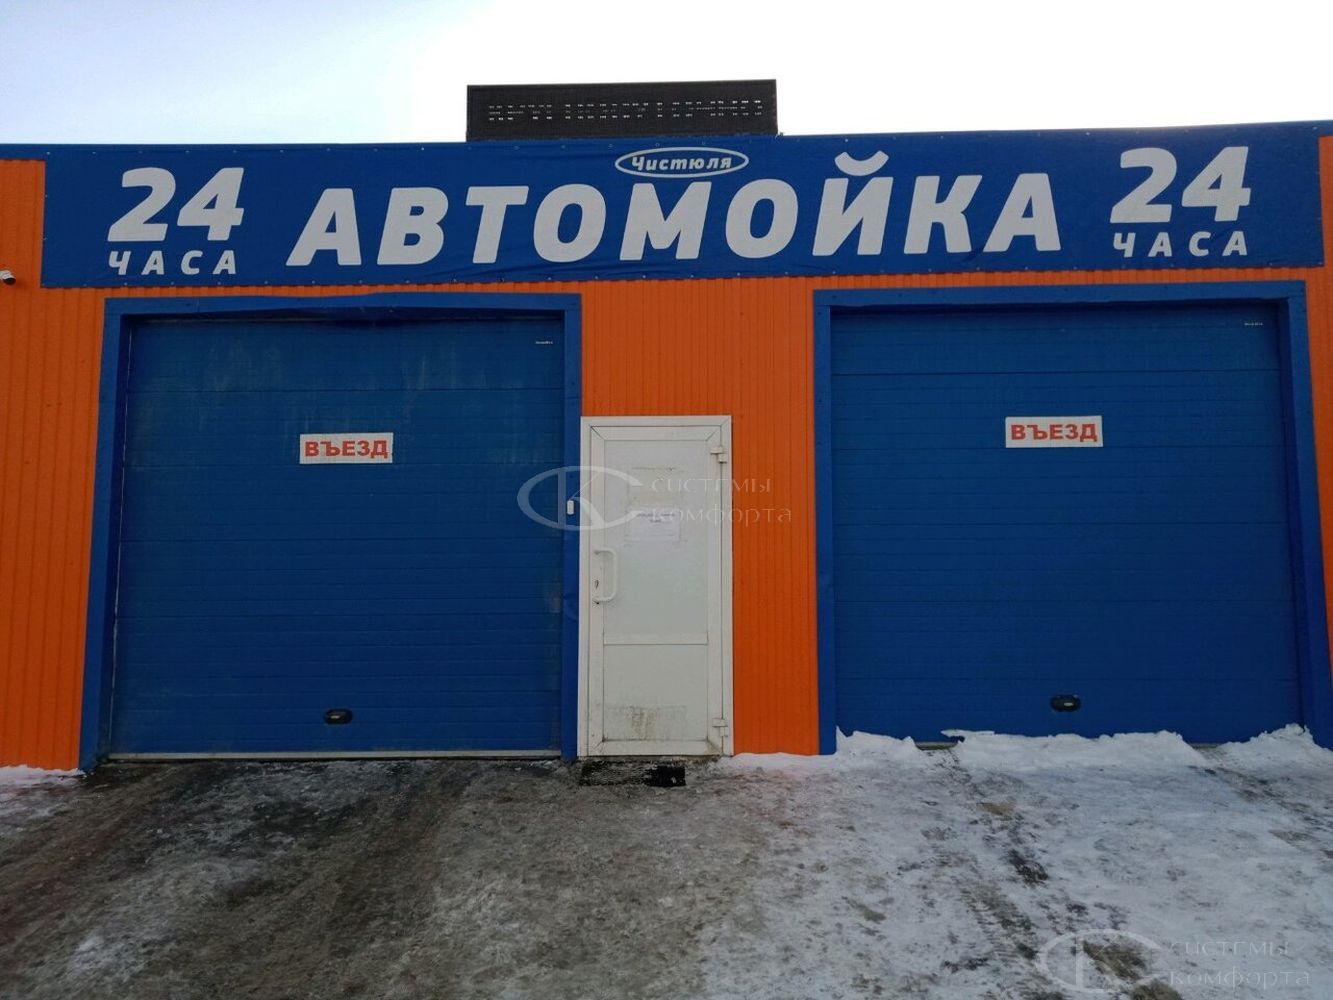 Чистюля
24 АВТОМОЙКА 24
ЧАСА
ЧАСА
ВЪЕЗД
ВЪЕЗД
системы
комфорта
системы
комфорта